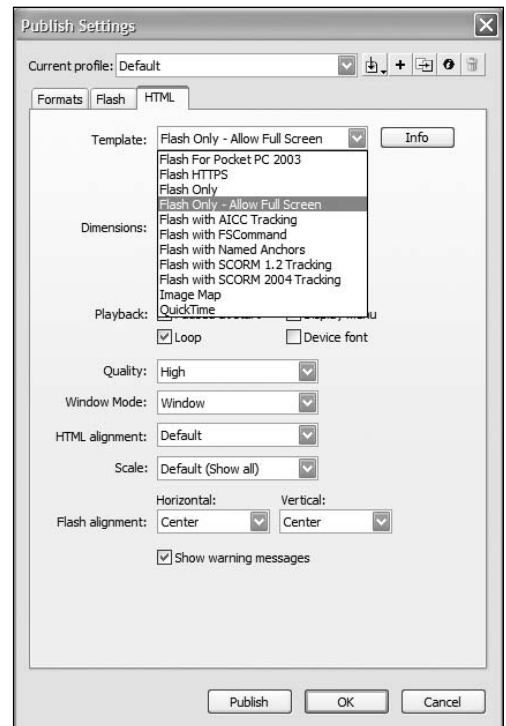 Publish Settings
Current profile: Default
Formats Flash HTML
Template: Flash Only - Allow Full Screen Info
Flash For Pocket PC 2003
Flash HTTPS
Flash Only
Flash Only - Allow Full Screen
Flash with AICC Tracking
Dimensions:
Flash with FSCommand
Flash with Named Anchors
Flash with SCORM 1.2 Tracking
Flash with SCORM 2004 Tracking
Image Map
Playback: QuickTime
Loop Device font
Quality: High
Window Mode: Window
HTML alignment: Default
Scale: Default (Show all)
Horizontal: Vertical:
Flash alignment: Center Center
Show warning messages
Publish OK Cancel